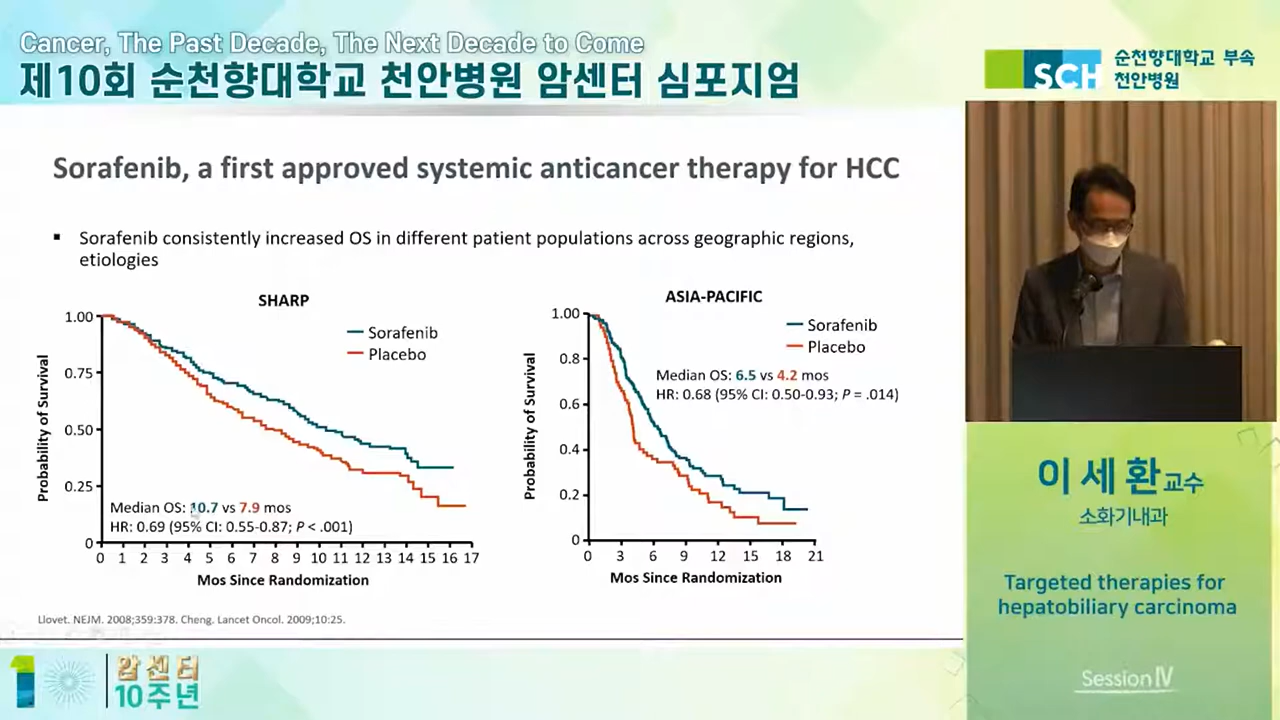 Cancer, The Past Decade, The Next Decade to Come
제10회 순천향대학교 천안병원 암센터 심포지엄
SCH
순천향대학교 부속
천안병원
Sorafenib, a first approved systemic anticancer therapy for HCC
▪ Sorafenib consistently increased OS in different patient populations across geographic regions,
etiologies
SHARP
Probability of Survival
1.00
0.75
0.50
0.25
0
Sorafenib
Placebo
Median OS: 10.7 vs 7.9 mos
HR: 0.69 (95% CI: 0.55-0.87; P < .001)
0 1 2 3 4 5 6 7 8 9 10 11 12 13 14 15 16 17
Mos Since Randomization
ASIA-PACIFIC
Probability of Survival
1.00
0.8
0.6
0.4
0.2
0
Sorafenib
Placebo
Median OS: 6.5 vs 4.2 mos
HR: 0.68 (95% CI: 0.50-0.93; P = .014)
0 3 6 9 12 15 18 21
Mos Since Randomization
Llovet. NEJM. 2008;359:378. Cheng. Lancet Oncol. 2009;10:25.
이세환교수
소화기내과
Targeted therapies for
hepatobiliary carcinoma
Session Ⅳ
암센터
10주년